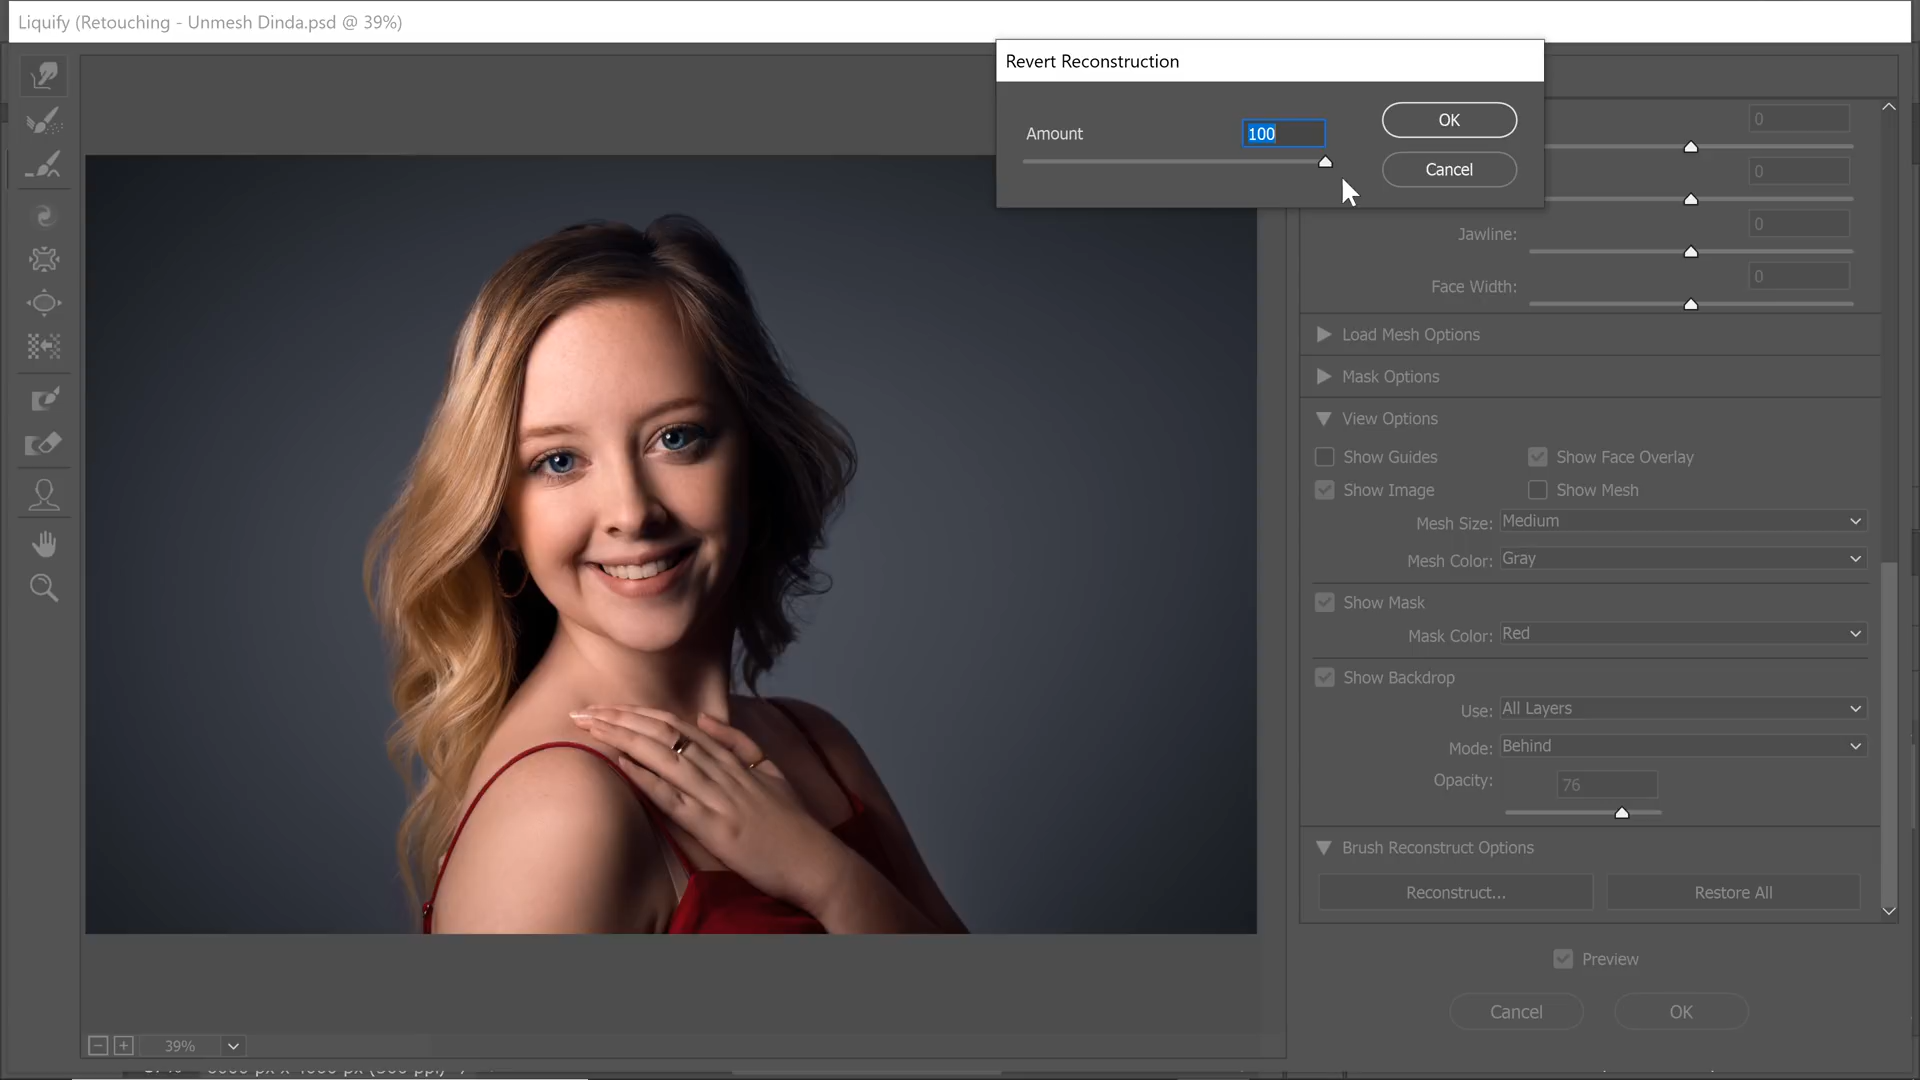 Liquify (Retouching - Unmesh Dinda.psd @ 39%)
Revert Reconstruction
Amount
100
OK
Cancel
0
0
Jawline:
0
Face Width:
0
Load Mesh Options
Mask Options
View Options
Show Guides
Show Face Overlay
Show Image
Show Mesh
Mesh Size:
Medium
Mesh Color:
Gray
Show Mask
Mask Color:
Red
Show Backdrop
Use:
All Layers
Mode:
Behind
Opacity:
76
Brush Reconstruct Options
Reconstruct...
Restore All
Preview
Cancel
OK
39%